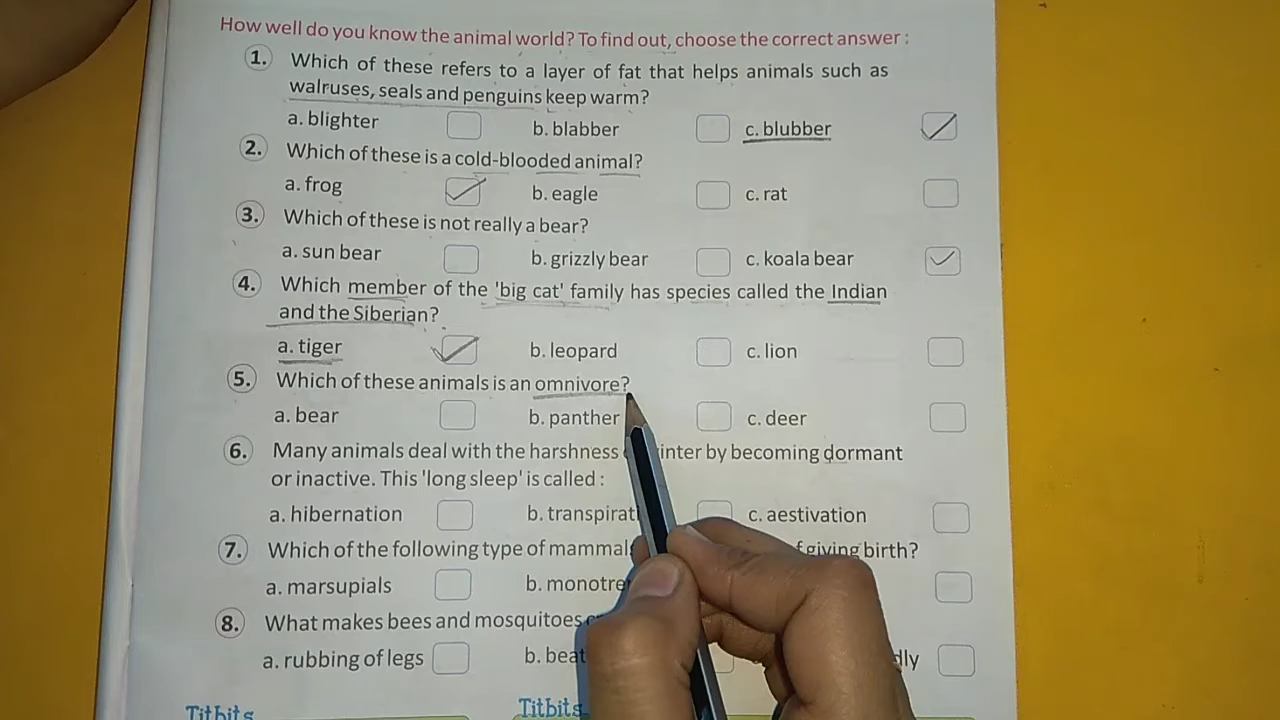 How well do you know the animal world? To find out, choose the correct answer :
1. Which of these refers to a layer of fat that helps animals such as
walruses, seals and penguins keep warm?
a. blighter b. blabber c. blubber
2. Which of these is a cold-blooded animal?
a. frog b. eagle c. rat
3. Which of these is not really a bear?
a. sun bear b. grizzly bear c. koala bear
4. Which member of the 'big cat' family has species called the Indian
and the Siberian?
a. tiger b. leopard c. lion
5. Which of these animals is an omnivore?
a. bear b. panther c. deer
6. Many animals deal with the harshness by becoming dormant
or inactive. This 'long sleep' is called :
a. hibernation c. aestivation
7. Which of the following type of giving birth?
a. marsupials b.
8. What makes bees and mosquitoes
a. rubbing of legs b.
Titbits Titbits